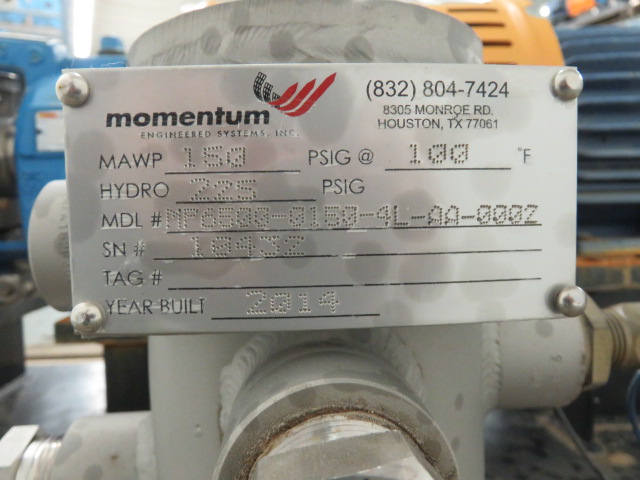 momentum
ENGINEERED SYSTEMS, INC.
(832) 804-7424
8305 MONROE RD.
HOUSTON, TX 77061
MAWP 150 PSIG @ 100 °F
HYDRO 225 PSIG
MDL # MPC500-0150-4L-AA-0002
SN # 10432
TAG #
YEAR BUILT 2014